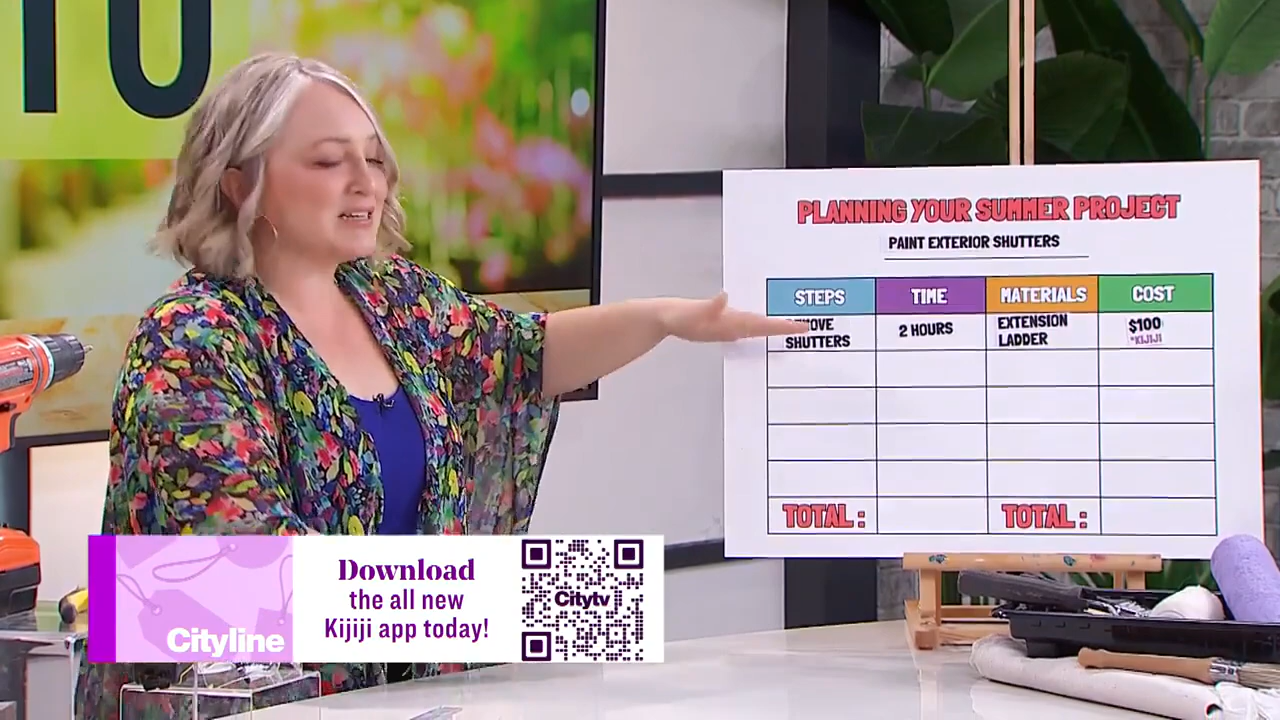 TO
PLANNING YOUR SUMMER PROJECT
PAINT EXTERIOR SHUTTERS
STEPS TIME MATERIALS COST
SHUTTERS
2 HOURS
EXTENSION
LADDER
$100
*KIJIJI
TOTAL: TOTAL:
Cityline
Download
the all new
Kijiji app today!
Citytv